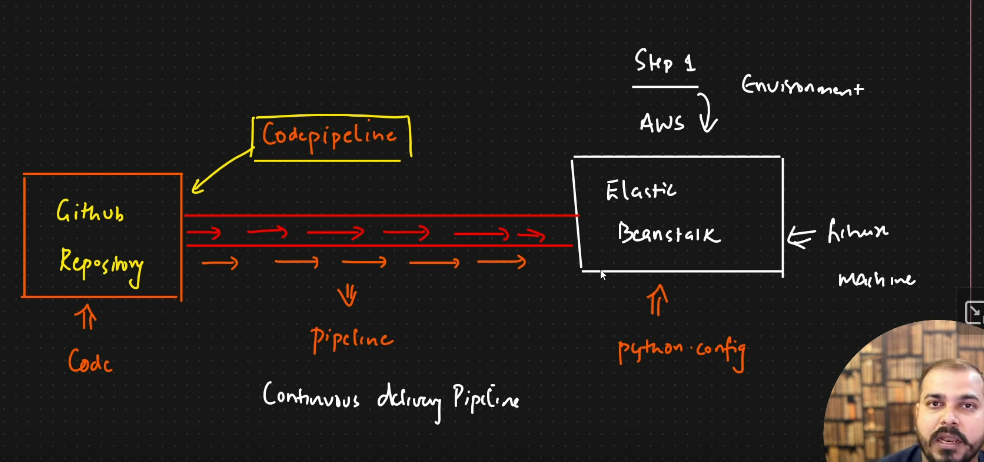 Step 1
Environment
AWS
Codepipeline
Github
Repository
Elastic
Beanstalk
Linux
machine
Code
Pipeline
python.config
Continuous delivery Pipeline